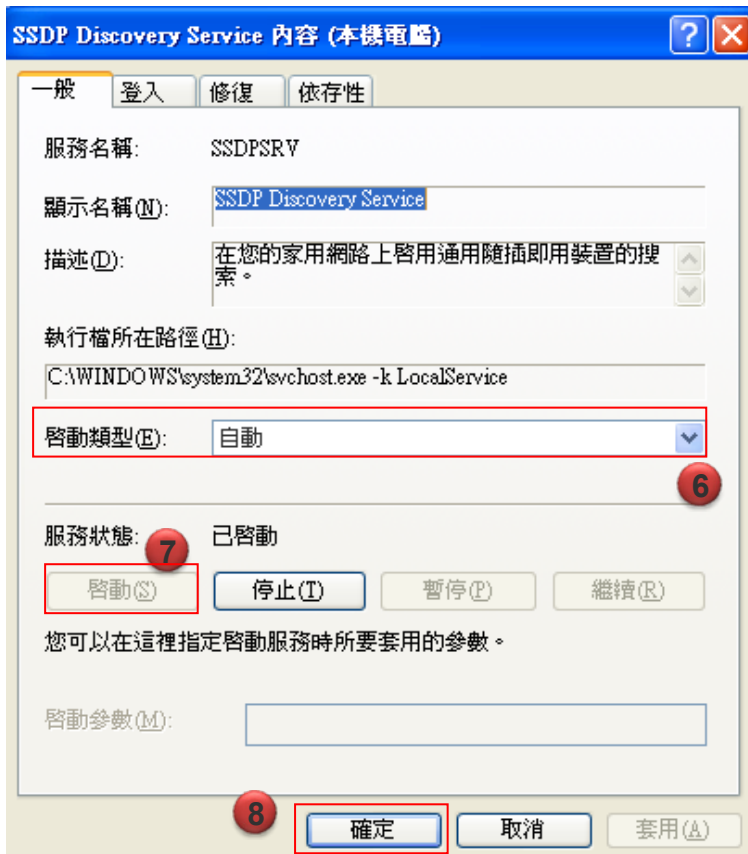 SSDP Discovery Service 內容 (本機電腦)
一般 登入 修復 依存性
服務名稱: SSDPSRV
顯示名稱(N): SSDP Discovery Service
描述(D): 在您的家用網路上啓用通用隨插即用裝置的搜
索。
執行檔所在路徑(H):
C:\WINDOWS\system32\svchost.exe -k LocalService
啓動類型(E): 自動
6
服務狀態: 已啓動
7
啓動(S) 停止(T) 暫停(P) 繼續(R)
您可以在這裡指定啓動服務時所要套用的參數。
啓動參數(M):
8
確定 取消 套用(A)